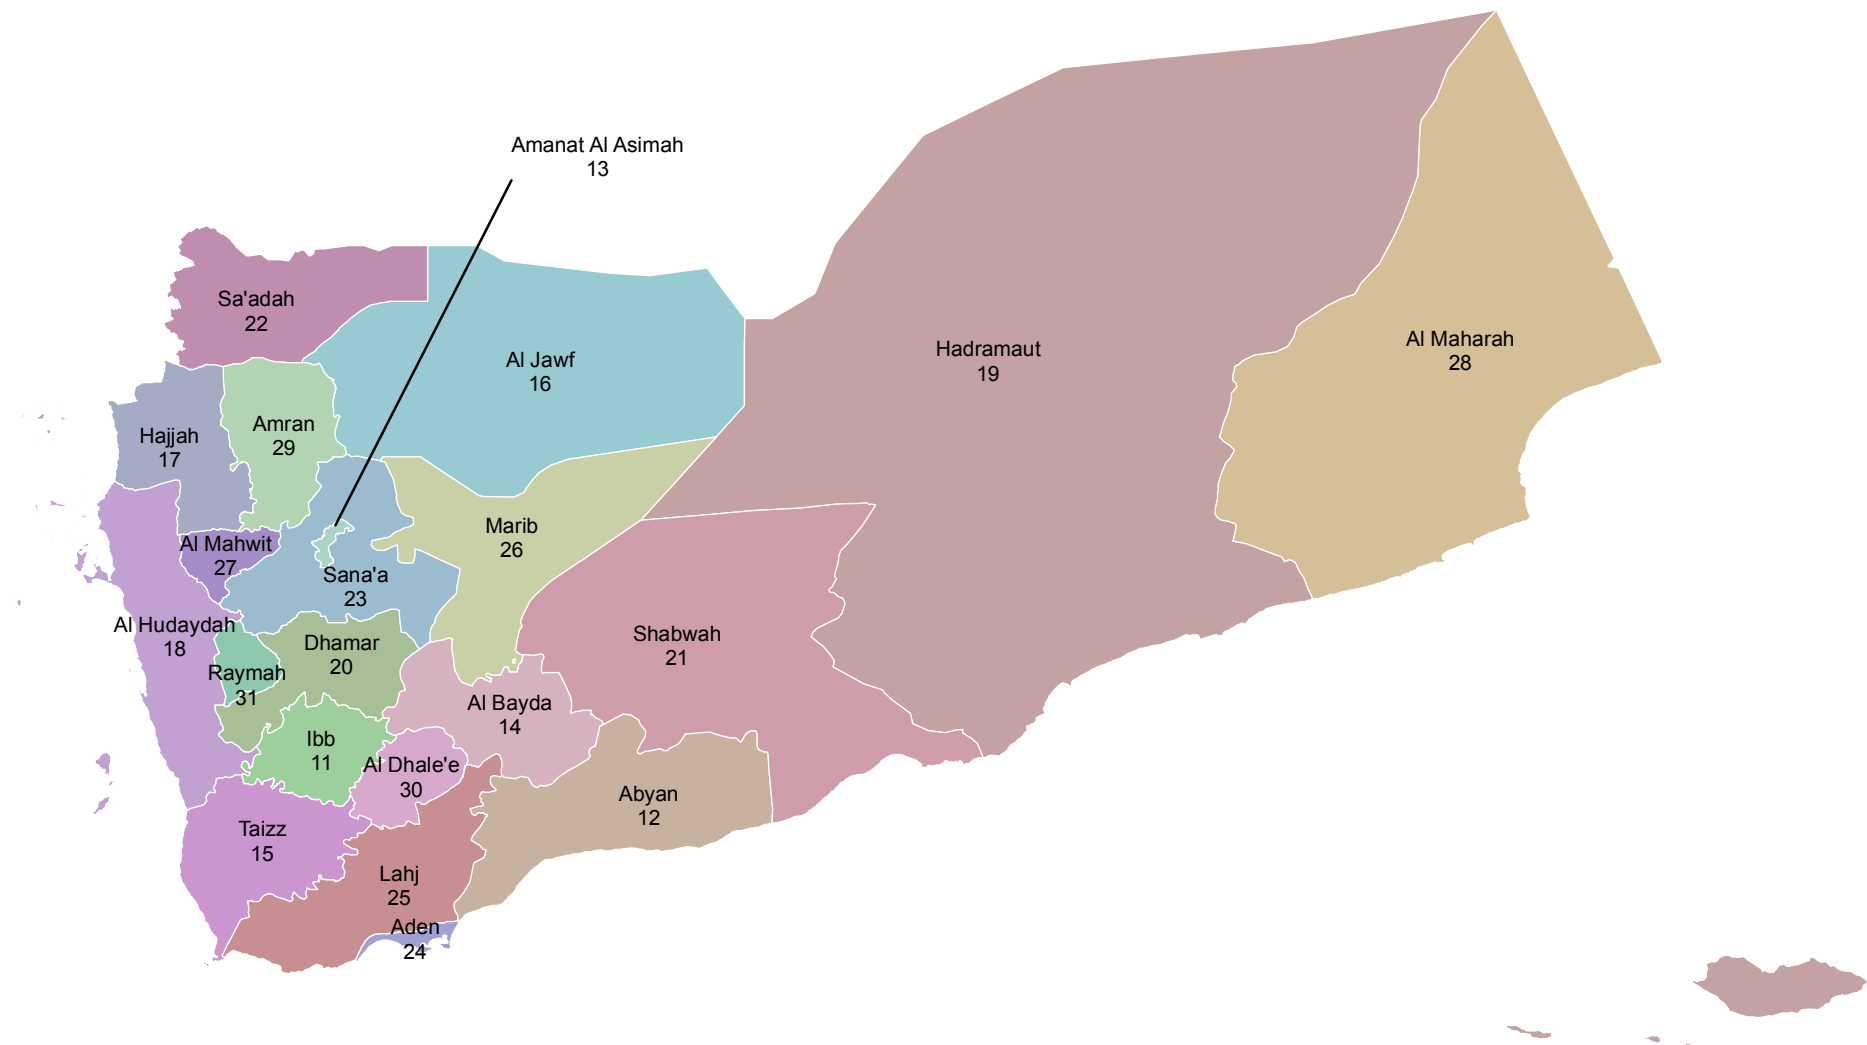 Amanat Al Asimah
13
Sa'adah
22
Al Jawf
16
Hadramaut
19
Al Maharah
28
Hajjah
17
Amran
29
Marib
26
Al Mahwit
27
Sana'a
23
Al Hudaydah
18
Dhamar
20
Shabwah
21
Raymah
31
Al Bayda
14
Ibb
11
Al Dhale'e
30
Abyan
12
Taizz
15
Lahj
25
Aden
24